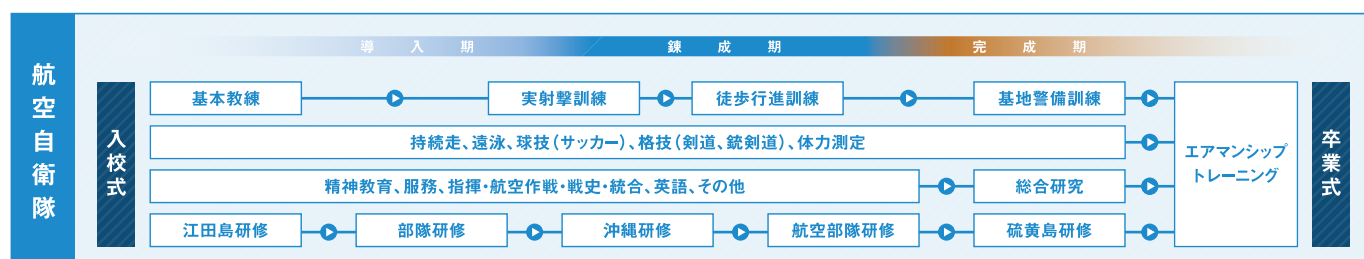 航空自衛隊
導入期
錬成期
完成期
入校式
基本教練
実射撃訓練
徒歩行進訓練
基地警備訓練
持続走、遠泳、球技(サッカー)、格技(剣道、銃剣道)、体力測定
精神教育、服務、指揮・航空作戦・戦史・統合、英語、その他
総合研究
江田島研修
部隊研修
沖縄研修
航空部隊研修
硫黄島研修
エアマンシップ
トレーニング
卒業式